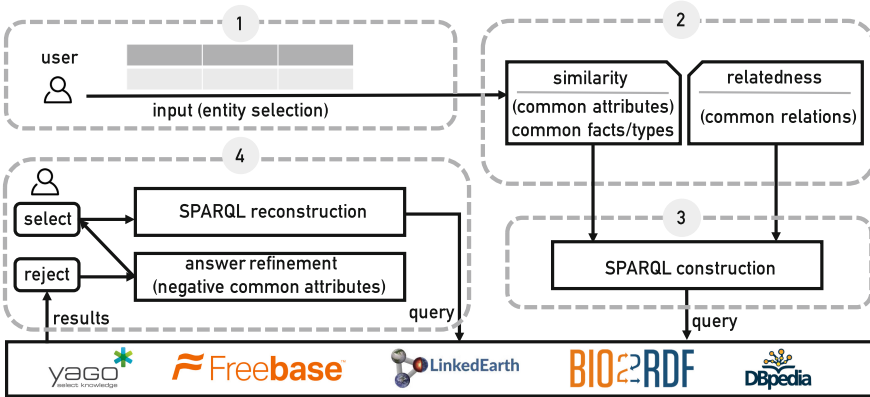 1
user
input (entity selection)
2
similarity
(common attributes)
common facts/types
relatedness
(common relations)
4
select
SPARQL reconstruction
reject
answer refinement
(negative common attributes)
results
query
3
SPARQL construction
query
yago
select knowledge
Freebase™
LinkedEarth
BIO2RDF
DBpedia